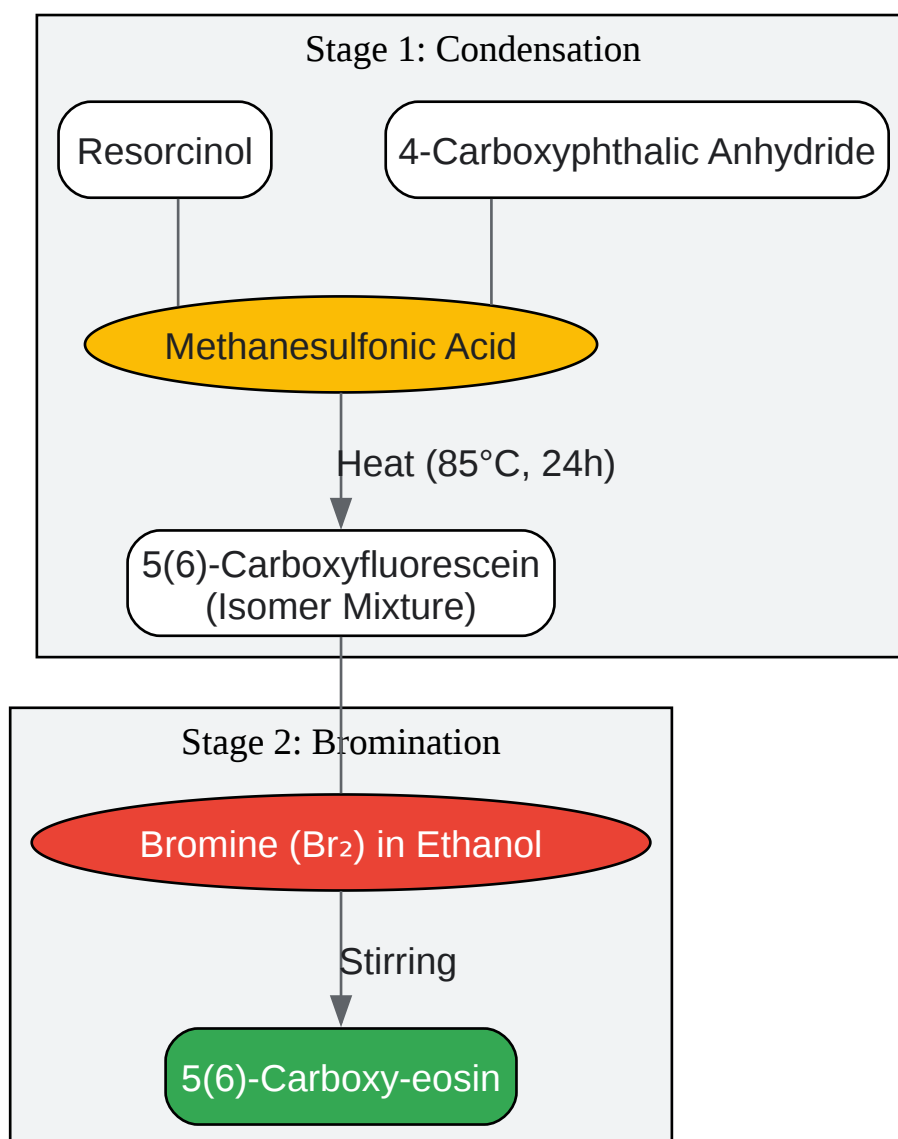 Stage 1: Condensation
Resorcinol
4-Carboxyphthalic Anhydride
Methanesulfonic Acid
Heat (85°C, 24h)
5(6)-Carboxyfluorescein
(Isomer Mixture)
Stage 2: Bromination
Bromine (Br₂) in Ethanol
Stirring
5(6)-Carboxy-eosin